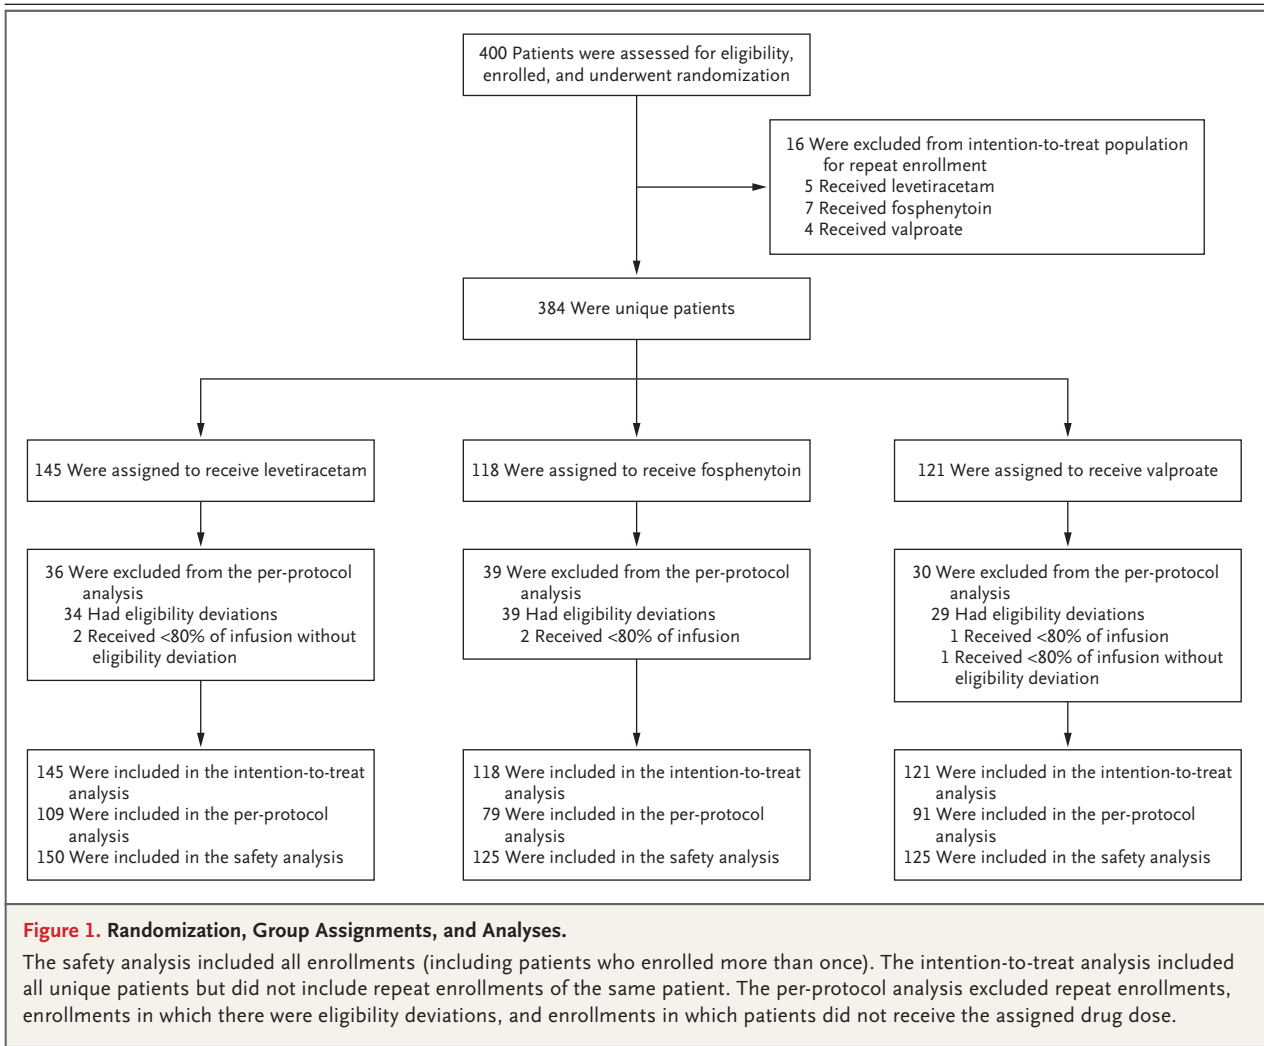 400 Patients were assessed for eligibility,
enrolled, and underwent randomization
16 Were excluded from intention-to-treat population
for repeat enrollment
5 Received levetiracetam
7 Received fosphenytoin
4 Received valproate
384 Were unique patients
145 Were assigned to receive levetiracetam
118 Were assigned to receive fosphenytoin
121 Were assigned to receive valproate
36 Were excluded from the per-protocol
analysis
34 Had eligibility deviations
2 Received <80% of infusion without
eligibility deviation
39 Were excluded from the per-protocol
analysis
39 Had eligibility deviations
2 Received <80% of infusion
30 Were excluded from the per-protocol
analysis
29 Had eligibility deviations
1 Received <80% of infusion
1 Received <80% of infusion without
eligibility deviation
145 Were included in the intention-to-treat
analysis
109 Were included in the per-protocol
analysis
150 Were included in the safety analysis
118 Were included in the intention-to-treat
analysis
79 Were included in the per-protocol
analysis
125 Were included in the safety analysis
121 Were included in the intention-to-treat
analysis
91 Were included in the per-protocol
analysis
125 Were included in the safety analysis
Figure 1. Randomization, Group Assignments, and Analyses.
The safety analysis included all enrollments (including patients who enrolled more than once). The intention-to-treat analysis included
all unique patients but did not include repeat enrollments of the same patient. The per-protocol analysis excluded repeat enrollments,
enrollments in which there were eligibility deviations, and enrollments in which patients did not receive the assigned drug dose.